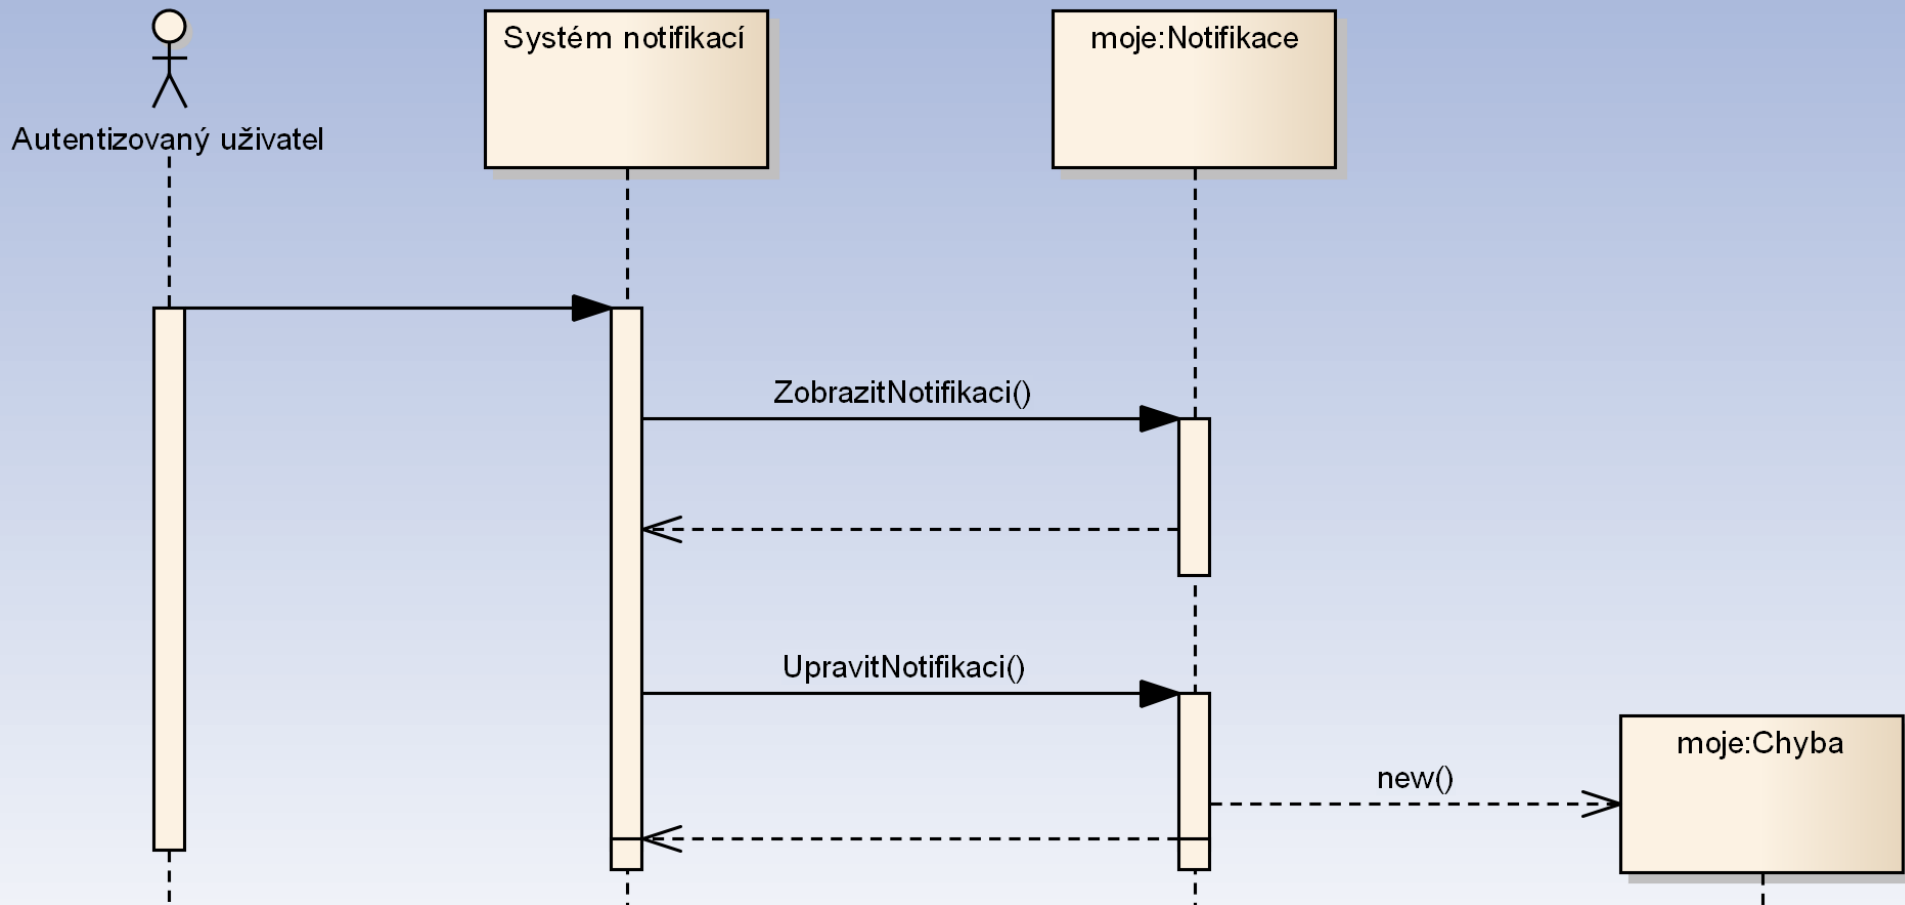 Systém notifikací
moje:Notifikace
Autentizovaný uživatel
ZobrazitNotifikaci()
UpravitNotifikaci()
moje:Chyba
new()